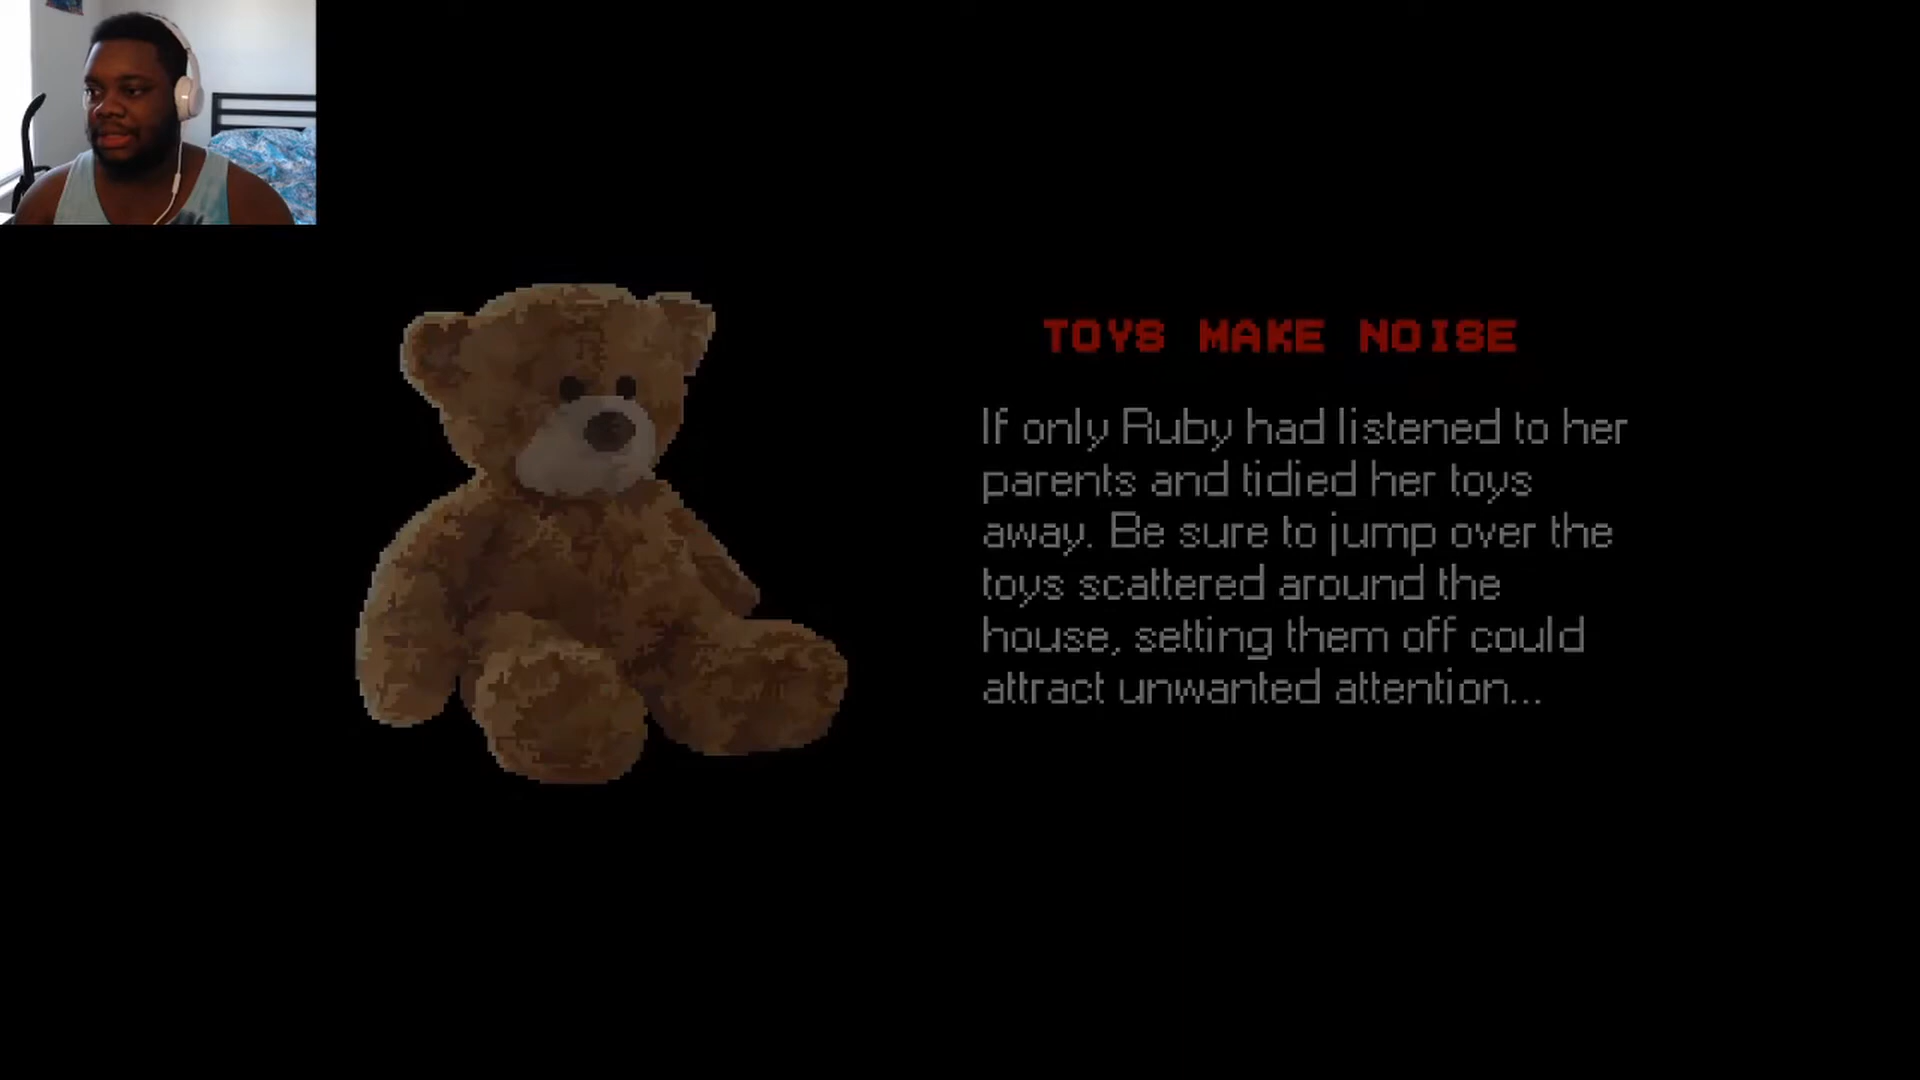 TOYS MAKE NOISE
If only Ruby had listened to her
parents and tidied her toys
away. Be sure to jump over the
toys scattered around the
house, setting them off could
attract unwanted attention...